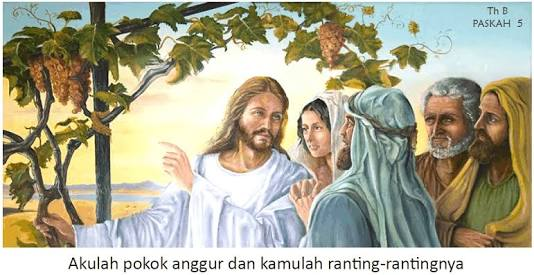 Th B
PASKAH 5
Akulah pokok anggur dan kamulah ranting-rantingnya